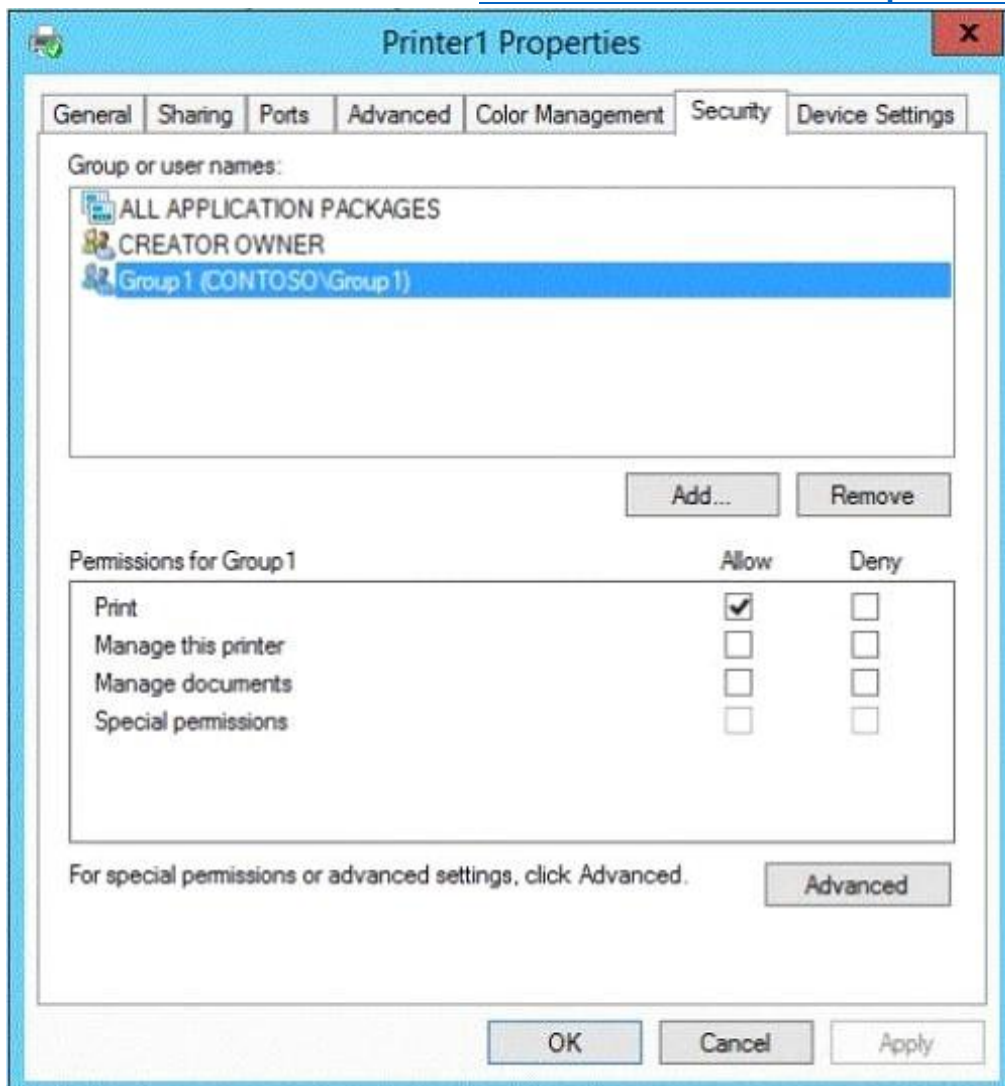 Printer1 Properties
x
General Sharing Ports Advanced Color Management Security Device Settings
Group or user names:
ALL APPLICATION PACKAGES
CREATOR OWNER
Group1 (CONTOSO\Group1)
Add... Remove
Permissions for Group1 Allow Deny
Print
Manage this printer
Manage documents
Special permissions
For special permissions or advanced settings, click Advanced.
Advanced
OK Cancel Apply